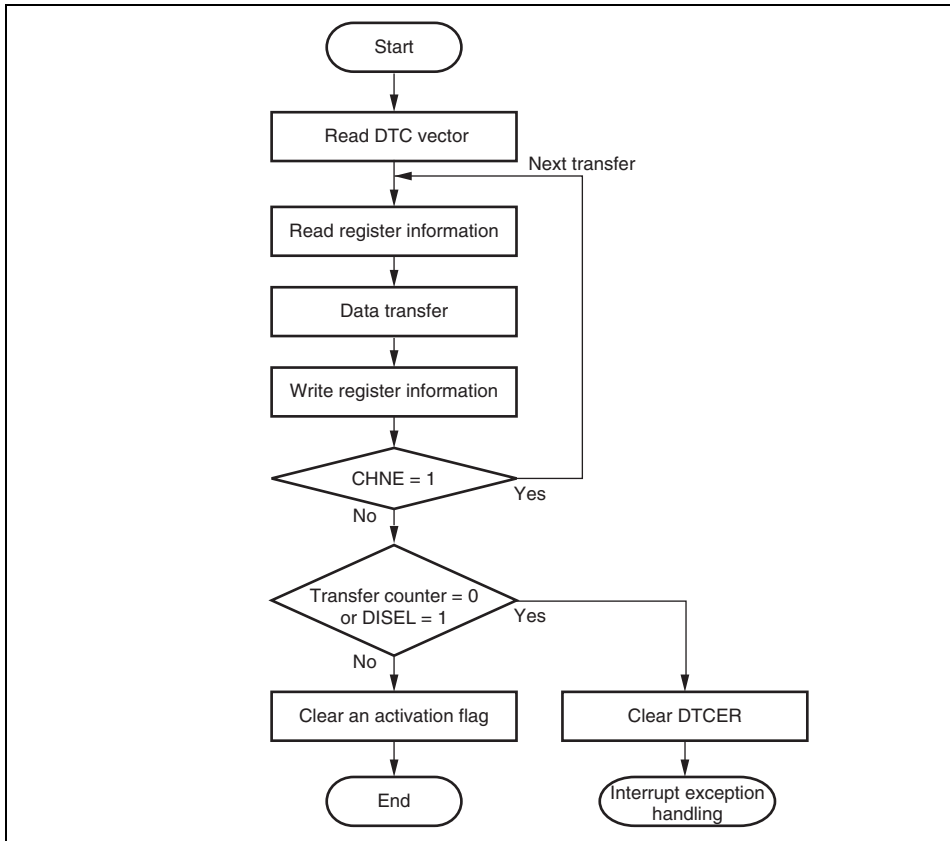 Start
Read DTC vector
Next transfer
Read register information
Data transfer
Write register information
CHNE = 1
Yes
No
Transfer counter = 0
or DISEL = 1
Yes
No
Clear an activation flag
Clear DTCER
End
Interrupt exception
handling